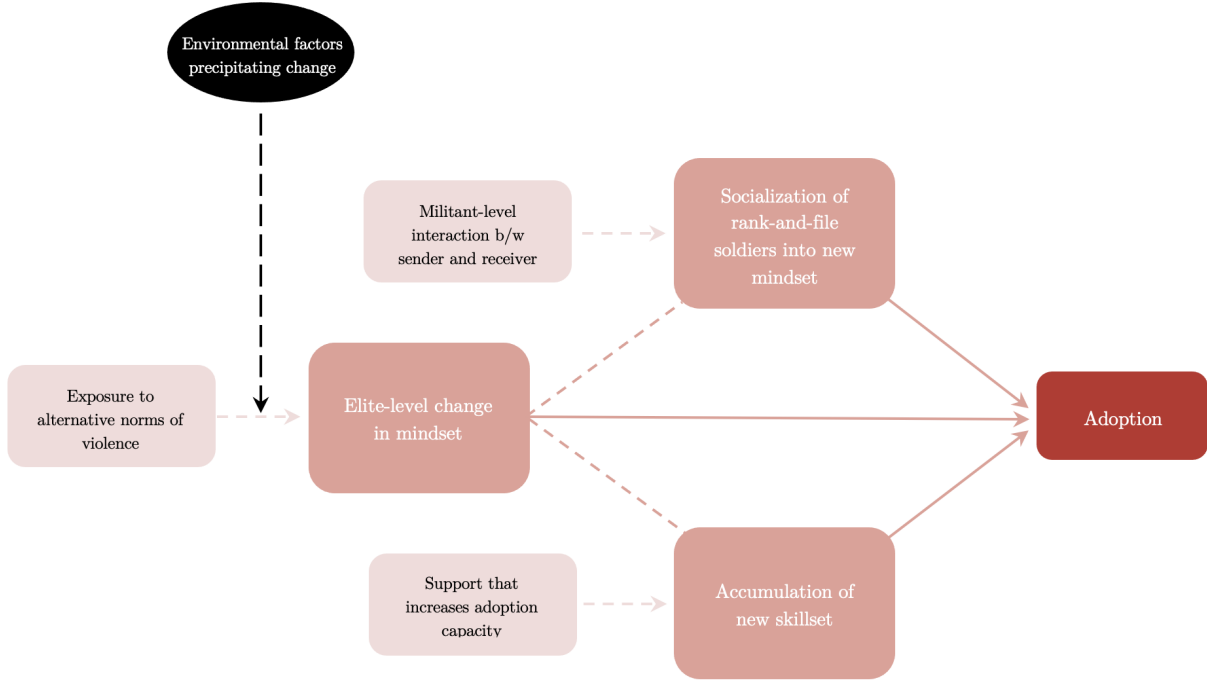 Environmental factors
precipitating change
Militant-level
interaction b/w
sender and receiver
Socialization of
rank-and-file
soldiers into new
mindset
Exposure to
alternative norms of
violence
Elite-level change
in mindset
Adoption
Support that
increases adoption
capacity
Accumulation of
new skillset